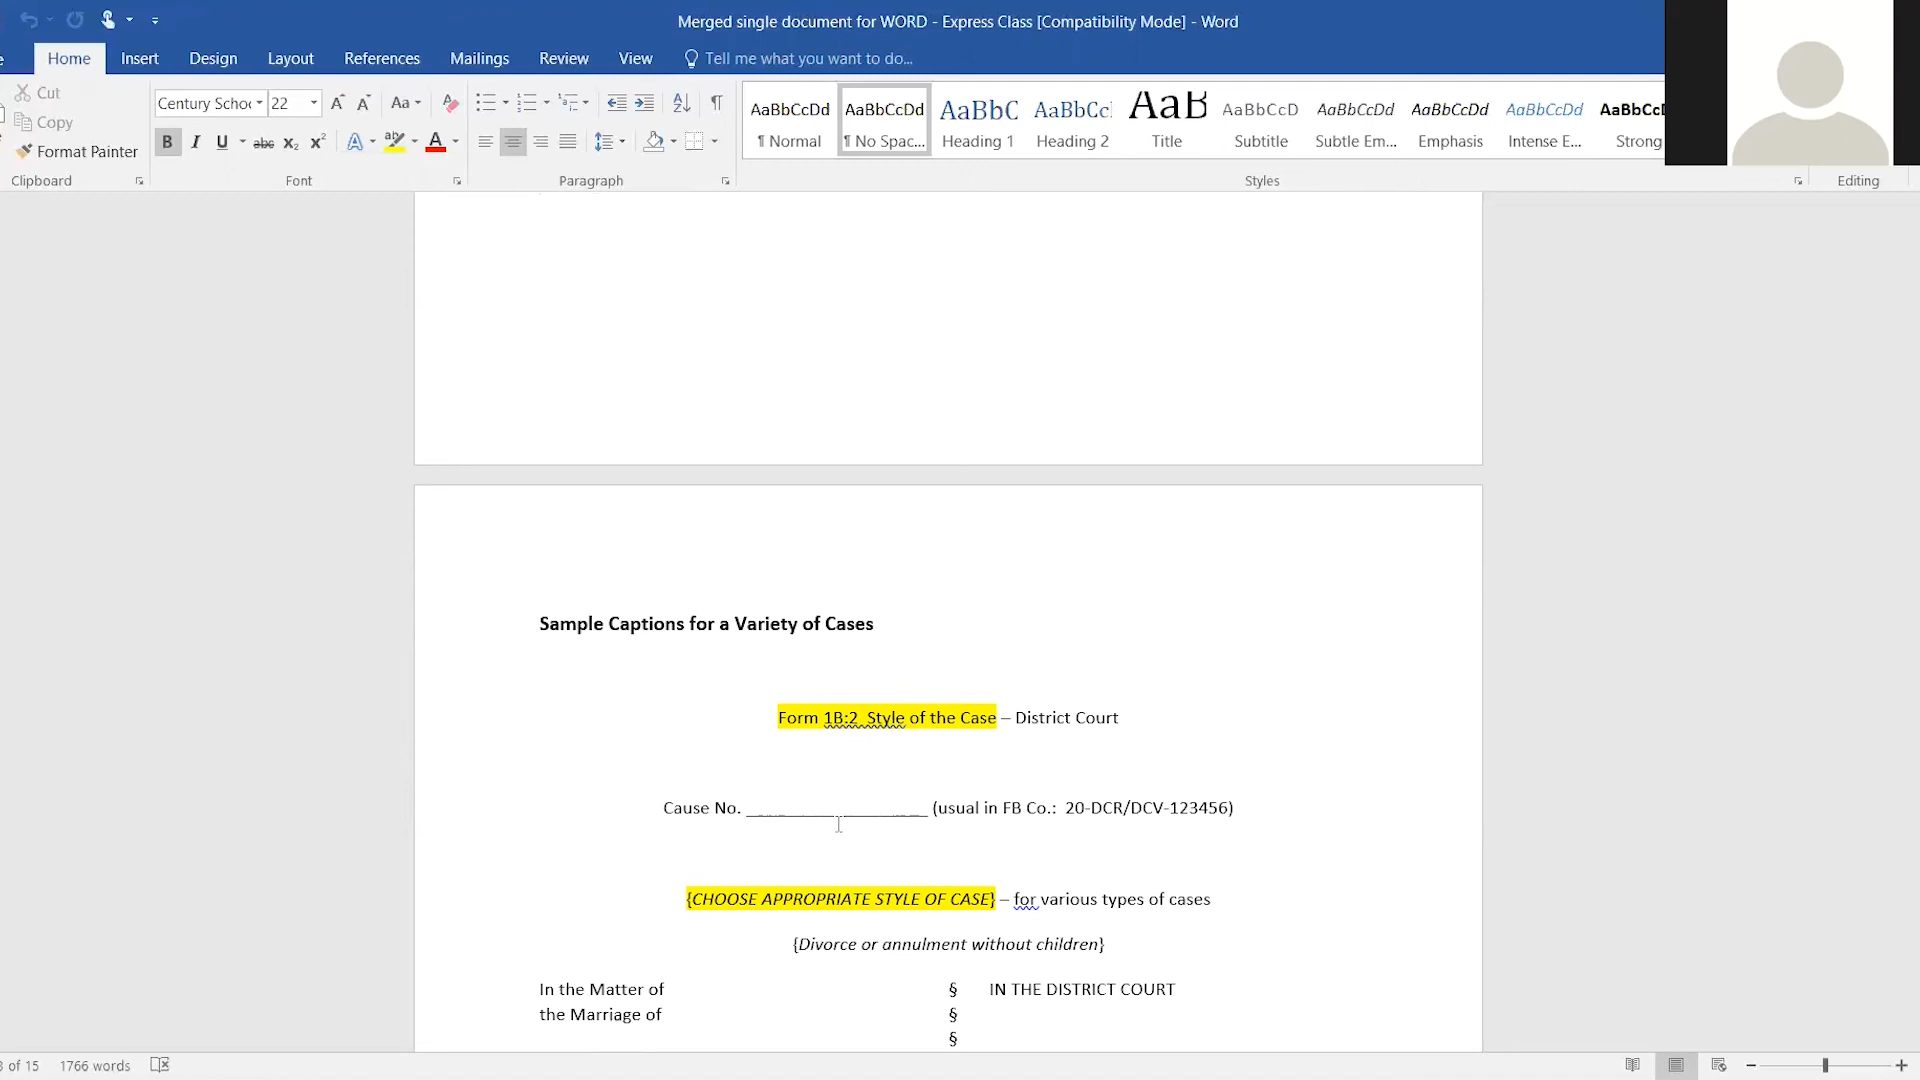 Merged single document for WORD - Express Class [Compatibility Mode] - Word
Home Insert Design Layout References Mailings Review View Tell me what you want to do...
Cut
Copy
Format Painter
Clipboard
Century Schoo 22 Aa
B I U abc X₂ X² A ab A
Font
Paragraph
AaBbCcDd AaBbCcDd AaBbC AaBbCc AaB AaBbCcD AaBbCcDd AaBbCcDd AaBbCcDd AaBbCcD
¶ Normal ¶ No Spac... Heading 1 Heading 2 Title Subtitle Subtle Em... Emphasis Intense E... Strong
Styles
Editing
Sample Captions for a Variety of Cases
Form 1B:2 Style of the Case – District Court
Cause No. ____________________ (usual in FB Co.: 20-DCR/DCV-123456)
{CHOOSE APPROPRIATE STYLE OF CASE} – for various types of cases
{Divorce or annulment without children}
In the Matter of § IN THE DISTRICT COURT
the Marriage of §
§
of 15 1766 words